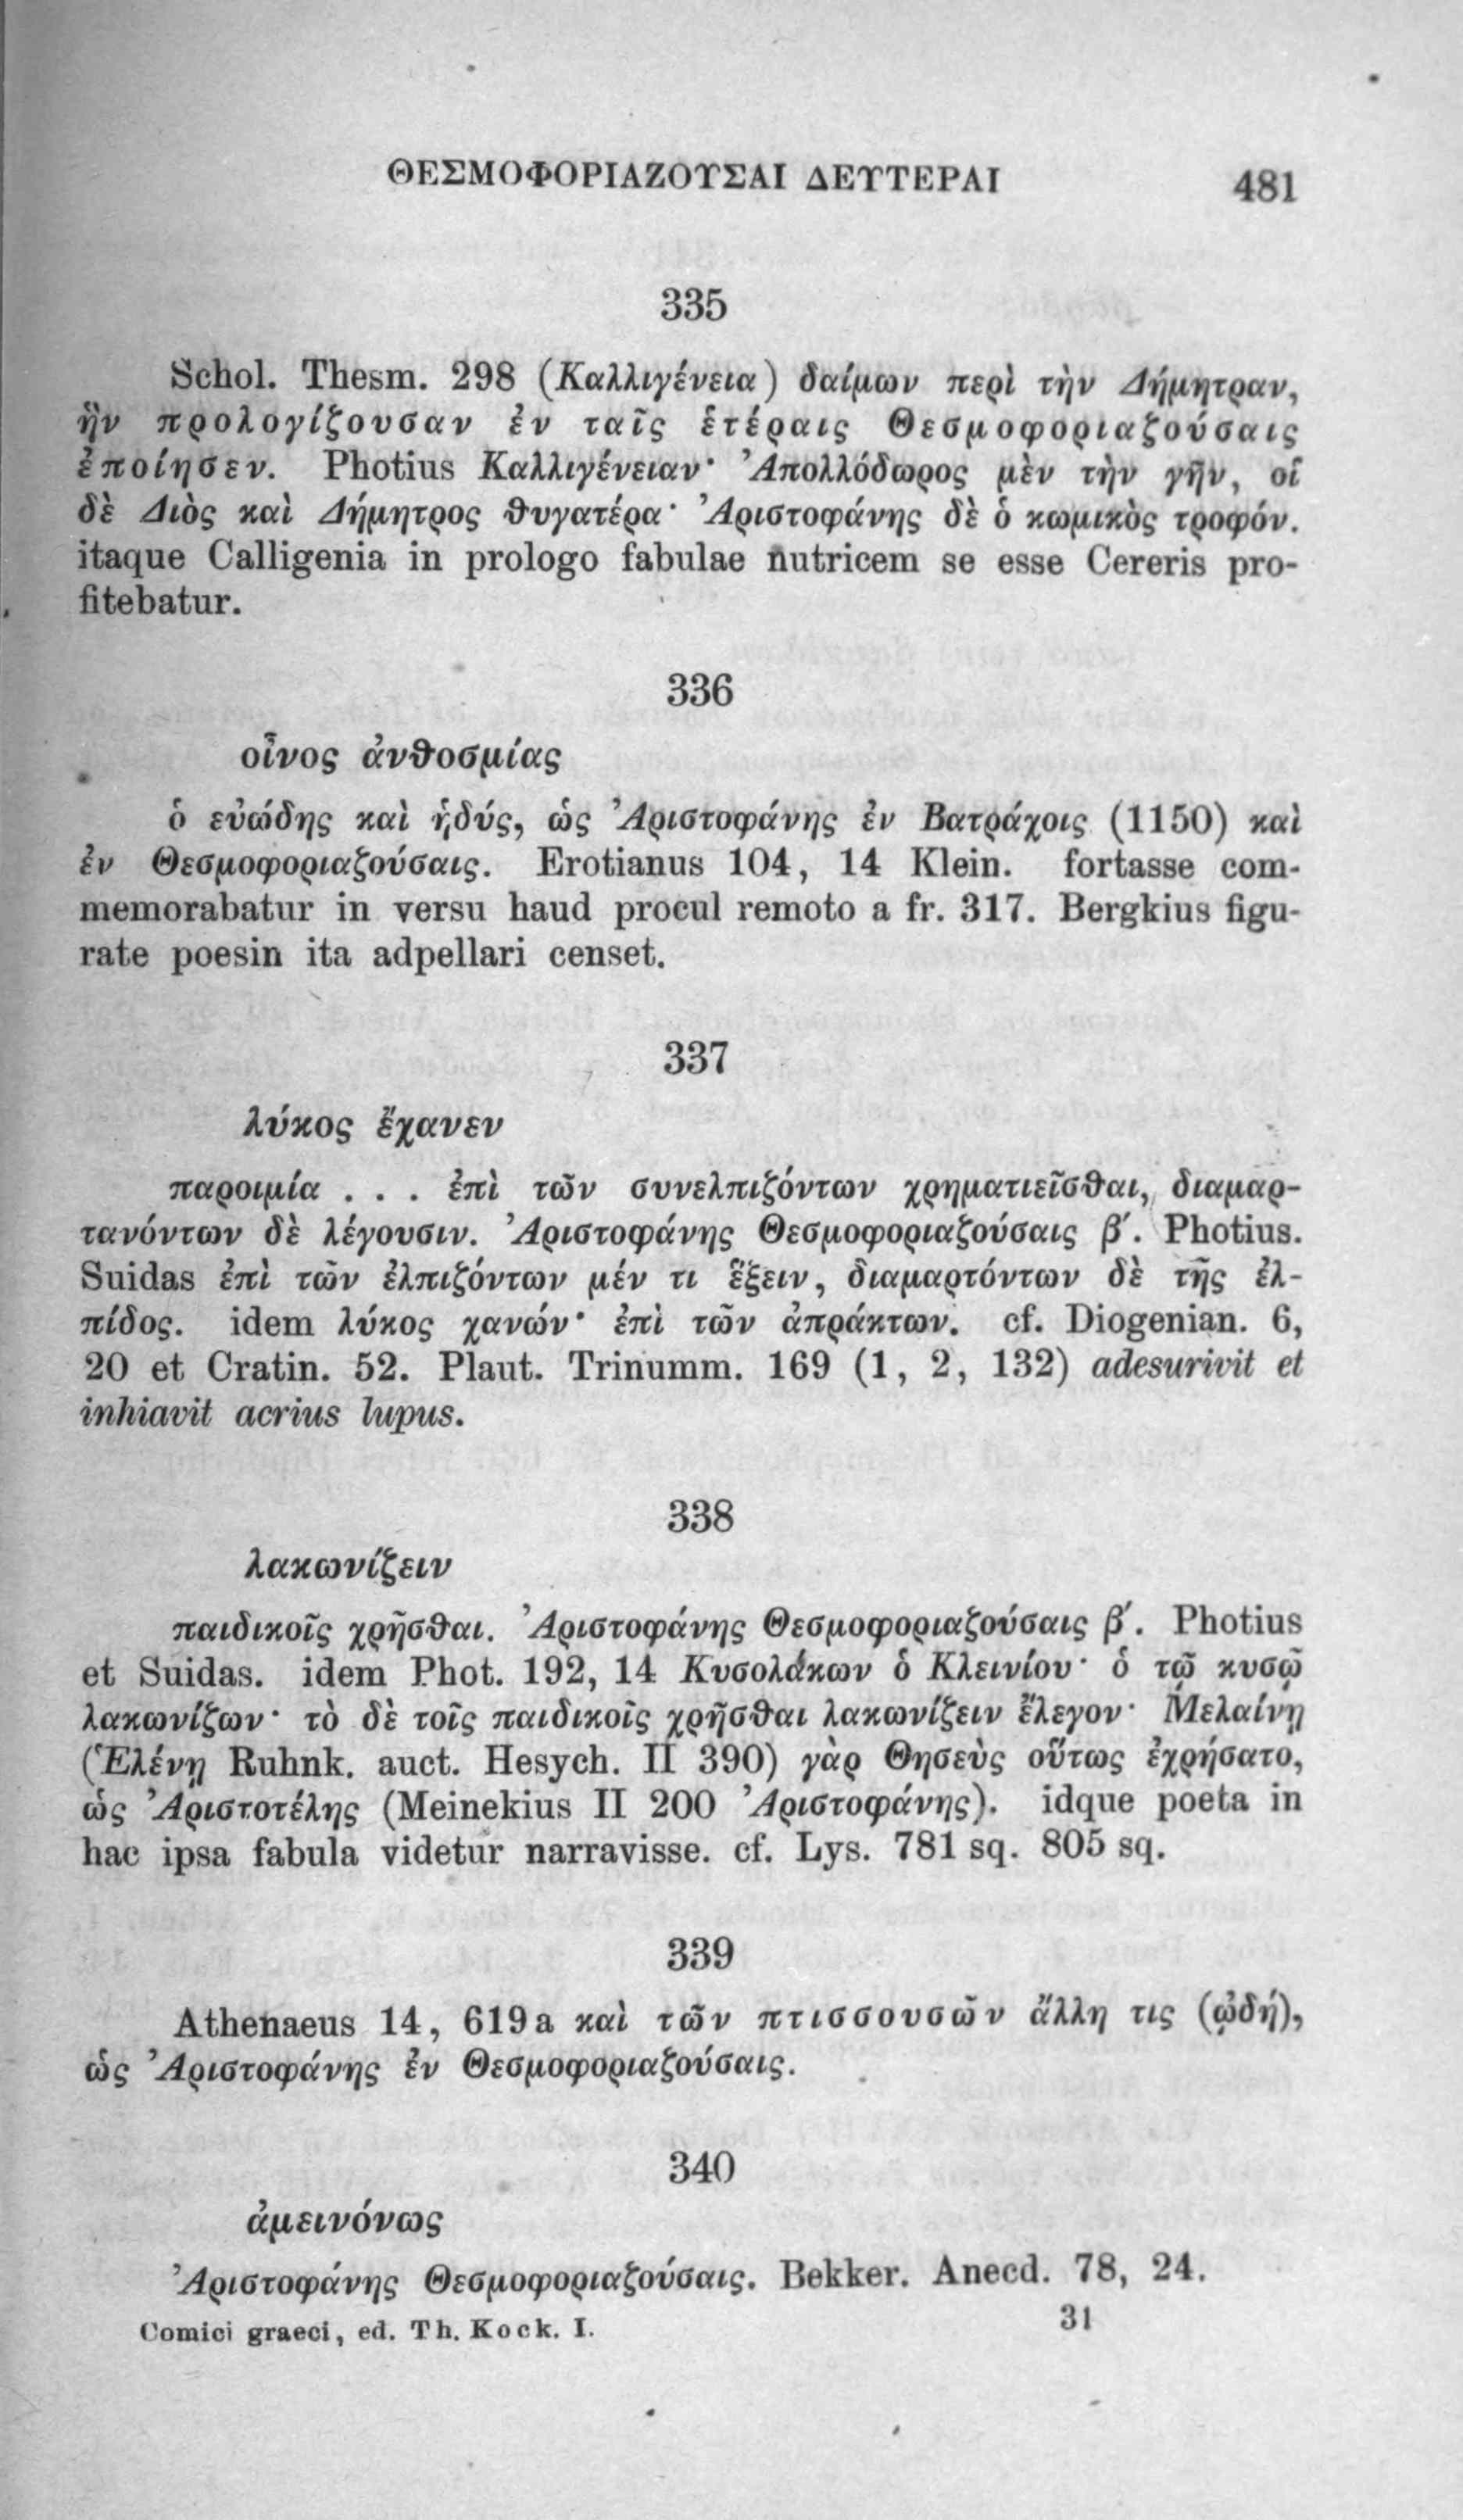 ΘΕΣΜΟΦΟΡΙΑΖΟΥΣΑΙ ΔΕΥΤΕΡΑΙ 481
335
Schol. Thesm. 298 (Καλλιγένεια) δαίμων περὶ τὴν Δήμητραν,
ἣν προλογίζουσαν ἐν ταῖς ἑτέραις Θεσμοφοριαζούσαις
ἐποίησεν. Photius Καλλιγένειαν· Ἀπολλόδωρος μὲν τὴν γῆν, οἱ
δὲ Διὸς καὶ Δήμητρος θυγατέρα· Ἀριστοφάνης δὲ ὁ κωμικὸς τροφόν.
itaque Calligenia in prologo fabulae nutricem se esse Cereris pro-
fitebatur.
336
οἶνος ἀνθοσμίας
ὁ εὐώδης καὶ ἡδύς, ὡς Ἀριστοφάνης ἐν Βατράχοις (1150) καὶ
ἐν Θεσμοφοριαζούσαις. Erotianus 104, 14 Klein. fortasse com-
memorabatur in versu haud procul remoto a fr. 317. Bergkius figu-
rate poesin ita adpellari censet.
337
λύκος ἔχανεν
παροιμία . . . ἐπὶ τῶν συνελπιζόντων χρηματιεῖσθαι, διαμαρ-
τανόντων δὲ λέγουσιν. Ἀριστοφάνης Θεσμοφοριαζούσαις β΄. Photius.
Suidas ἐπὶ τῶν ἐλπιζόντων μέν τι ἕξειν, διαμαρτόντων δὲ τῆς ἐλ-
πίδος. idem λύκος χανών· ἐπὶ τῶν ἀπράκτων. cf. Diogenian. 6,
20 et Cratin. 52. Plaut. Trinumm. 169 (1, 2, 132) adesurivit et
inhiavit acrius lupus.
338
λακωνίζειν
παιδικοῖς χρῆσθαι. Ἀριστοφάνης Θεσμοφοριαζούσαις β΄. Photius
et Suidas. idem Phot. 192, 14 Κυσολάκων ὁ Κλεινίου· ὁ τῷ κυσῷ
λακωνίζων· τὸ δὲ τοῖς παιδικοῖς χρῆσθαι λακωνίζειν ἔλεγον· Μελαίνῃ
(Ἑλένῃ Ruhnk. auct. Hesych. II 390) γὰρ Θησεὺς οὕτως ἐχρήσατο,
ὡς Ἀριστοτέλης (Meinekius II 200 Ἀριστοφάνης). idque poeta in
hac ipsa fabula videtur narravisse. cf. Lys. 781 sq. 805 sq.
339
Athenaeus 14, 619a καὶ τῶν πτισσουσῶν ἄλλη τις (ᾠδή),
ὡς Ἀριστοφάνης ἐν Θεσμοφοριαζούσαις.
340
ἀμεινόνως
Ἀριστοφάνης Θεσμοφοριαζούσαις. Bekker. Anecd. 78, 24.
Comici graeci, ed. Th. Kock. I. 31